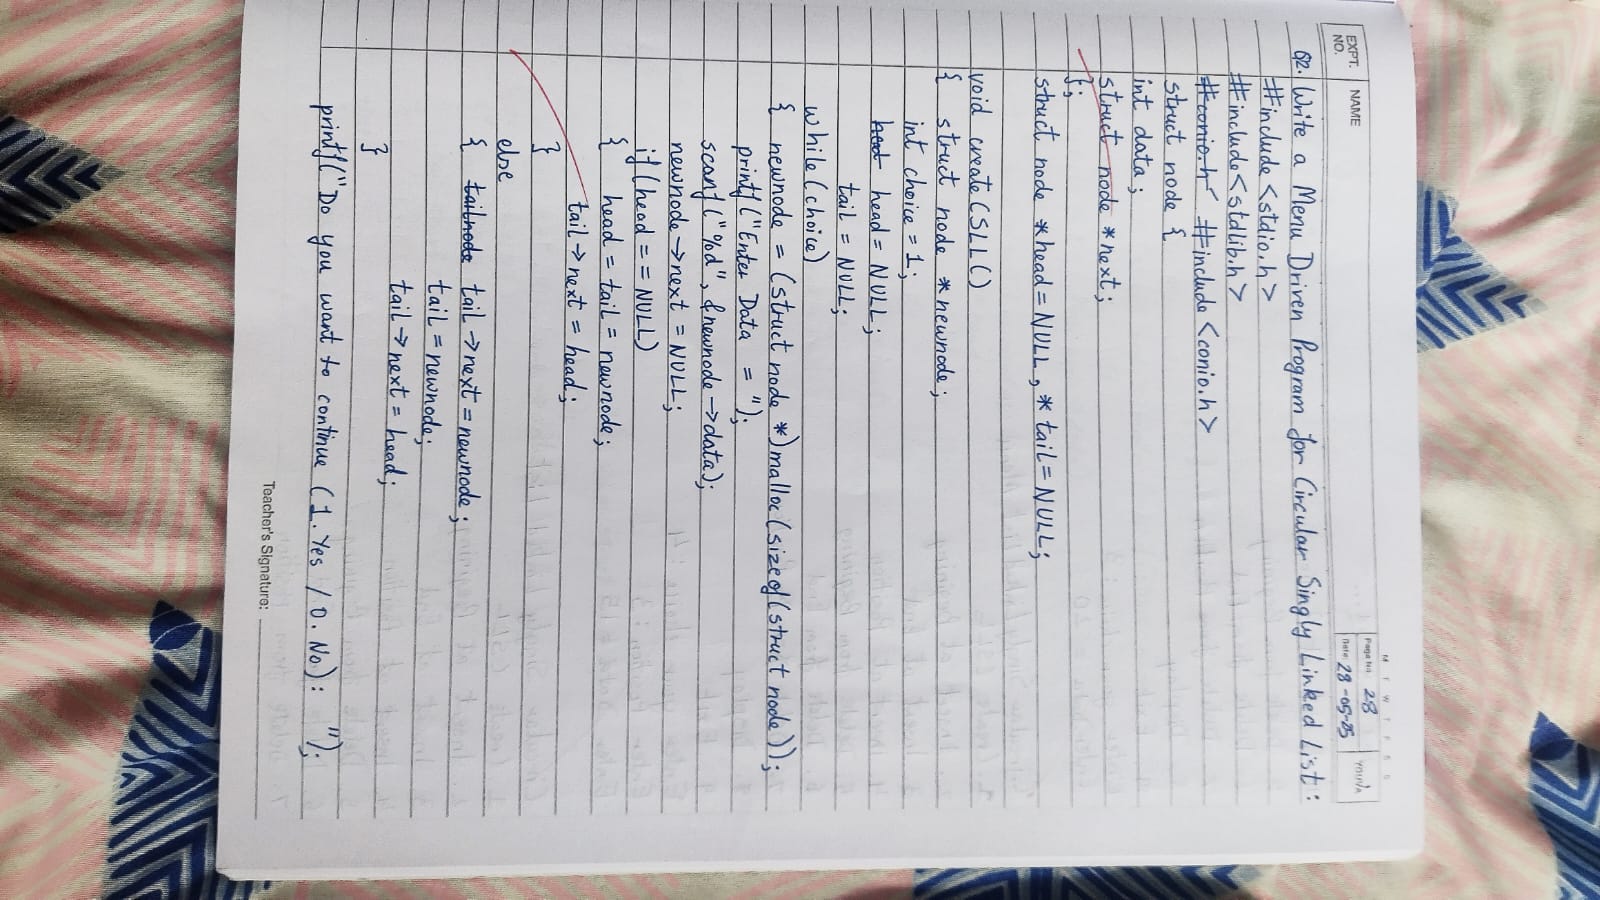 M T W T F S S
EXPT. NO.
NAME
Page No. 28
Date: 28-05-25
YOUVA
Q2. Write a Menu Driven Program for Circular Singly Linked List:
#include <stdio.h>
#include<stdlib.h>
#conio.h #include <conio.h>
struct node {
int data ;
struct node *next;
};
struct node *head = NULL , * tail = NULL;
void create CSLL()
{ struct node *newnode;
int choice = 1;
head head = NULL;
tail = NULL;
while(choice)
{ newnode = (struct node *)malloc(sizeof(struct node));
printf("Enter Data = ");
scanf("%d", &newnode→data);
newnode→next = NULL;
if(head == NULL)
{ head = tail = newnode;
tail→next = head;
}
else
{ tailnode tail→next = newnode;
tail = newnode;
tail→next = head;
}
printf("Do you want to continue (1. Yes / 0. No): ");
Teacher's Signature: